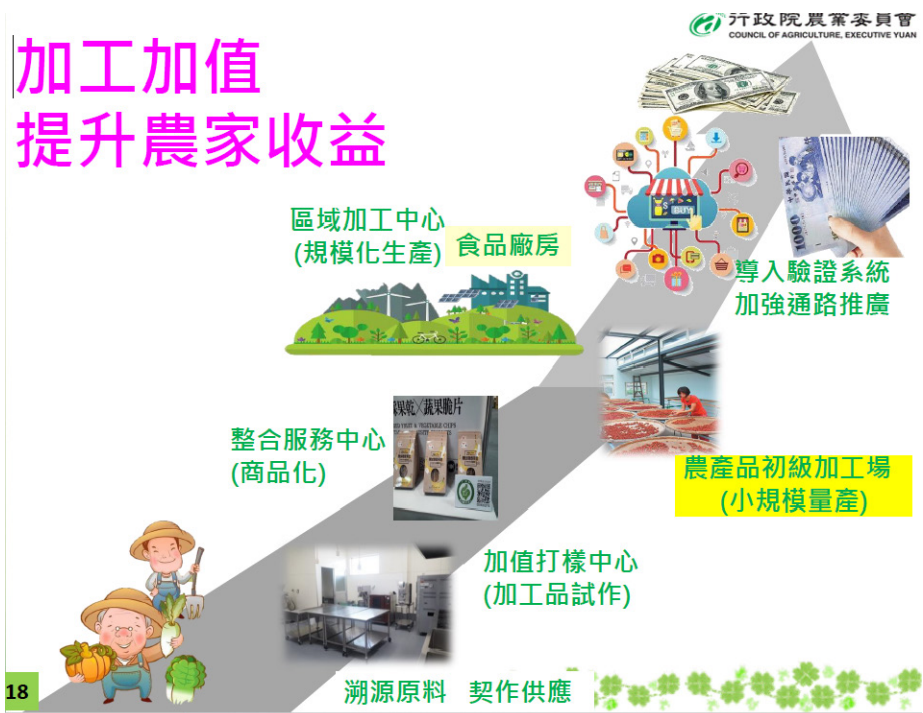 行政院農業委員會
COUNCIL OF AGRICULTURE, EXECUTIVE YUAN
加工加值
提升農家收益
區域加工中心
(規模化生產)
食品廠房
1000
導入驗證系統
加強通路推廣
果乾╳蔬果脆片
整合服務中心
(商品化)
農產品初級加工場
(小規模量產)
加值打樣中心
(加工品試作)
溯源原料 契作供應
18